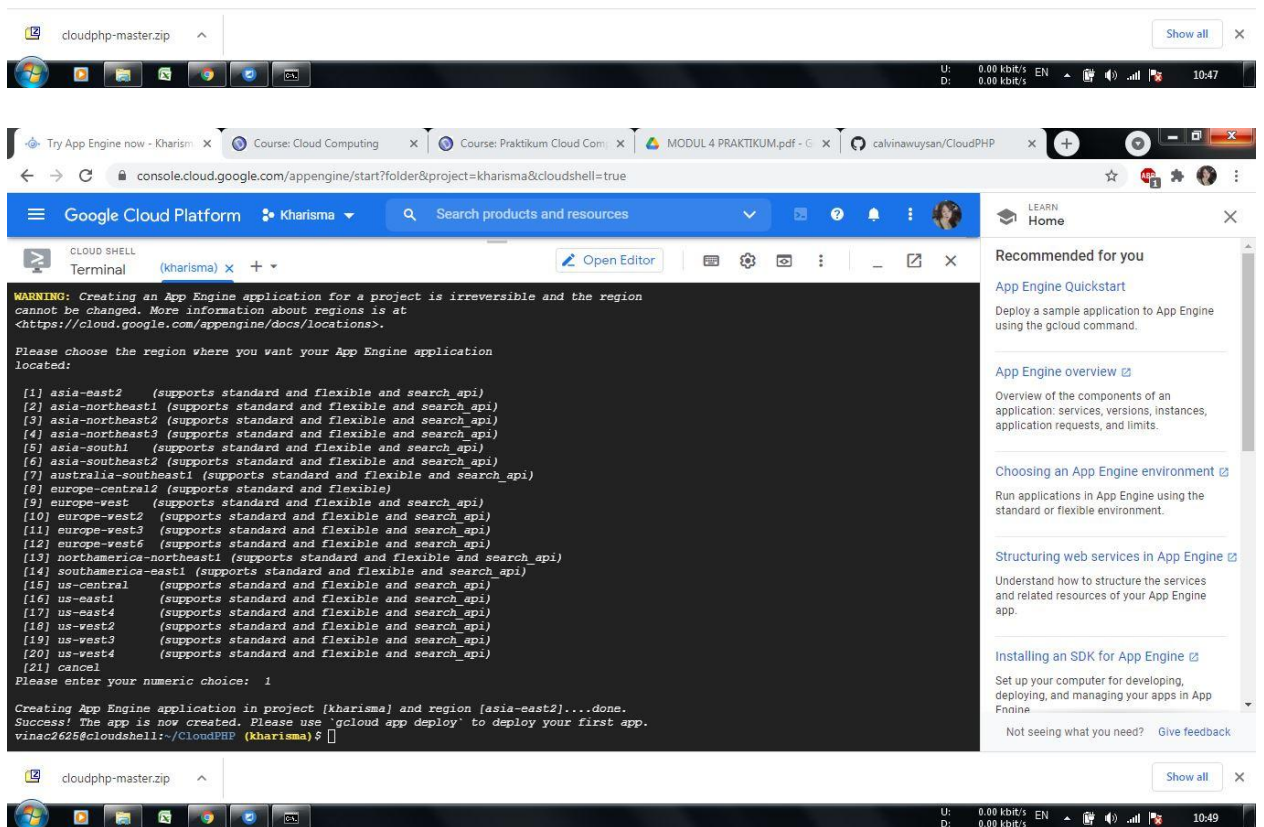 cloudphp-master.zip
Show all
U: 0.00 kbit/s
D: 0.00 kbit/s
EN
10:47
Try App Engine now - Kharism
Course: Cloud Computing
Course: Praktikum Cloud Com
MODUL 4 PRAKTIKUM.pdf - G
calvinawuysan/CloudPHP
console.cloud.google.com/appengine/start?folder&project=kharisma&cloudshell=true
ABP
1
Google Cloud Platform
Kharisma
Search products and resources
LEARN
Home
CLOUD SHELL
Terminal
(kharisma)
Open Editor
WARNING: Creating an App Engine application for a project is irreversible and the region
cannot be changed. More information about regions is at
<https://cloud.google.com/appengine/docs/locations>.
Please choose the region where you want your App Engine application
located:
[1] asia-east2 (supports standard and flexible and search_api)
[2] asia-northeast1 (supports standard and flexible and search_api)
[3] asia-northeast2 (supports standard and flexible and search_api)
[4] asia-northeast3 (supports standard and flexible and search_api)
[5] asia-south1 (supports standard and flexible and search_api)
[6] asia-southeast2 (supports standard and flexible and search_api)
[7] australia-southeast1 (supports standard and flexible and search_api)
[8] europe-central2 (supports standard and flexible)
[9] europe-west (supports standard and flexible and search_api)
[10] europe-west2 (supports standard and flexible and search_api)
[11] europe-west3 (supports standard and flexible and search_api)
[12] europe-west6 (supports standard and flexible and search_api)
[13] northamerica-northeast1 (supports standard and flexible and search_api)
[14] southamerica-east1 (supports standard and flexible and search_api)
[15] us-central (supports standard and flexible and search_api)
[16] us-east1 (supports standard and flexible and search_api)
[17] us-east4 (supports standard and flexible and search_api)
[18] us-west2 (supports standard and flexible and search_api)
[19] us-west3 (supports standard and flexible and search_api)
[20] us-west4 (supports standard and flexible and search_api)
[21] cancel
Please enter your numeric choice: 1
Creating App Engine application in project [kharisma] and region [asia-east2]....done.
Success! The app is now created. Please use `gcloud app deploy` to deploy your first app.
vinac2625@cloudshell:~/CloudPHP (kharisma)$
Recommended for you
App Engine Quickstart
Deploy a sample application to App Engine
using the gcloud command.
App Engine overview
Overview of the components of an
application: services, versions, instances,
application requests, and limits.
Choosing an App Engine environment
Run applications in App Engine using the
standard or flexible environment.
Structuring web services in App Engine
Understand how to structure the services
and related resources of your App Engine
app.
Installing an SDK for App Engine
Set up your computer for developing,
deploying, and managing your apps in App
Engine
Not seeing what you need? Give feedback
cloudphp-master.zip
Show all
U: 0.00 kbit/s
D: 0.00 kbit/s
EN
10:49